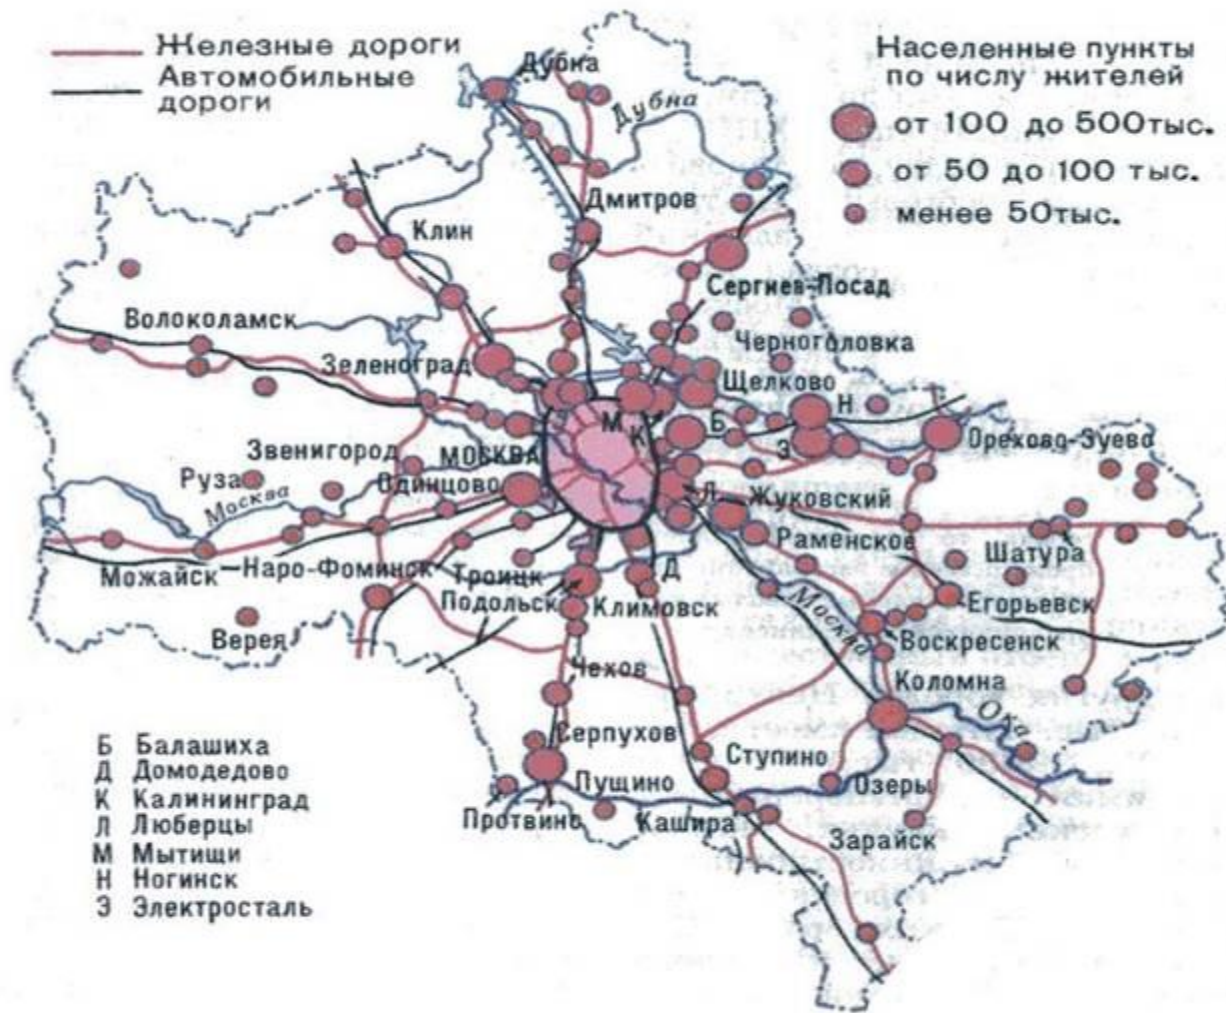 Железные дороги
Автомобильные
дороги
Населенные пункты
по числу жителей
от 100 до 500тыс.
от 50 до 100 тыс.
менее 50тыс.
Дубна
Дубна
Дмитров
Клин
Сергиев-Посад
Волоколамск
Черноголовка
Зеленоград
Щелково
М
К
Б
Н
Э
Орехово-Зуево
Звенигород
МОСКВА
Руза
Москва
Одинцово
Л
Жуковский
Раменское
Шатура
Можайск
Наро-Фоминск
Троицк
Д
Подольск
Климовск
Москва
Егорьевск
Верея
Воскресенск
Чехов
Коломна
Ока
Серпухов
Ступино
Пущино
Озеры
Протвино
Кашира
Зарайск
Б Балашиха
Д Домодедово
К Калининград
Л Люберцы
М Мытищи
Н Ногинск
Э Электросталь